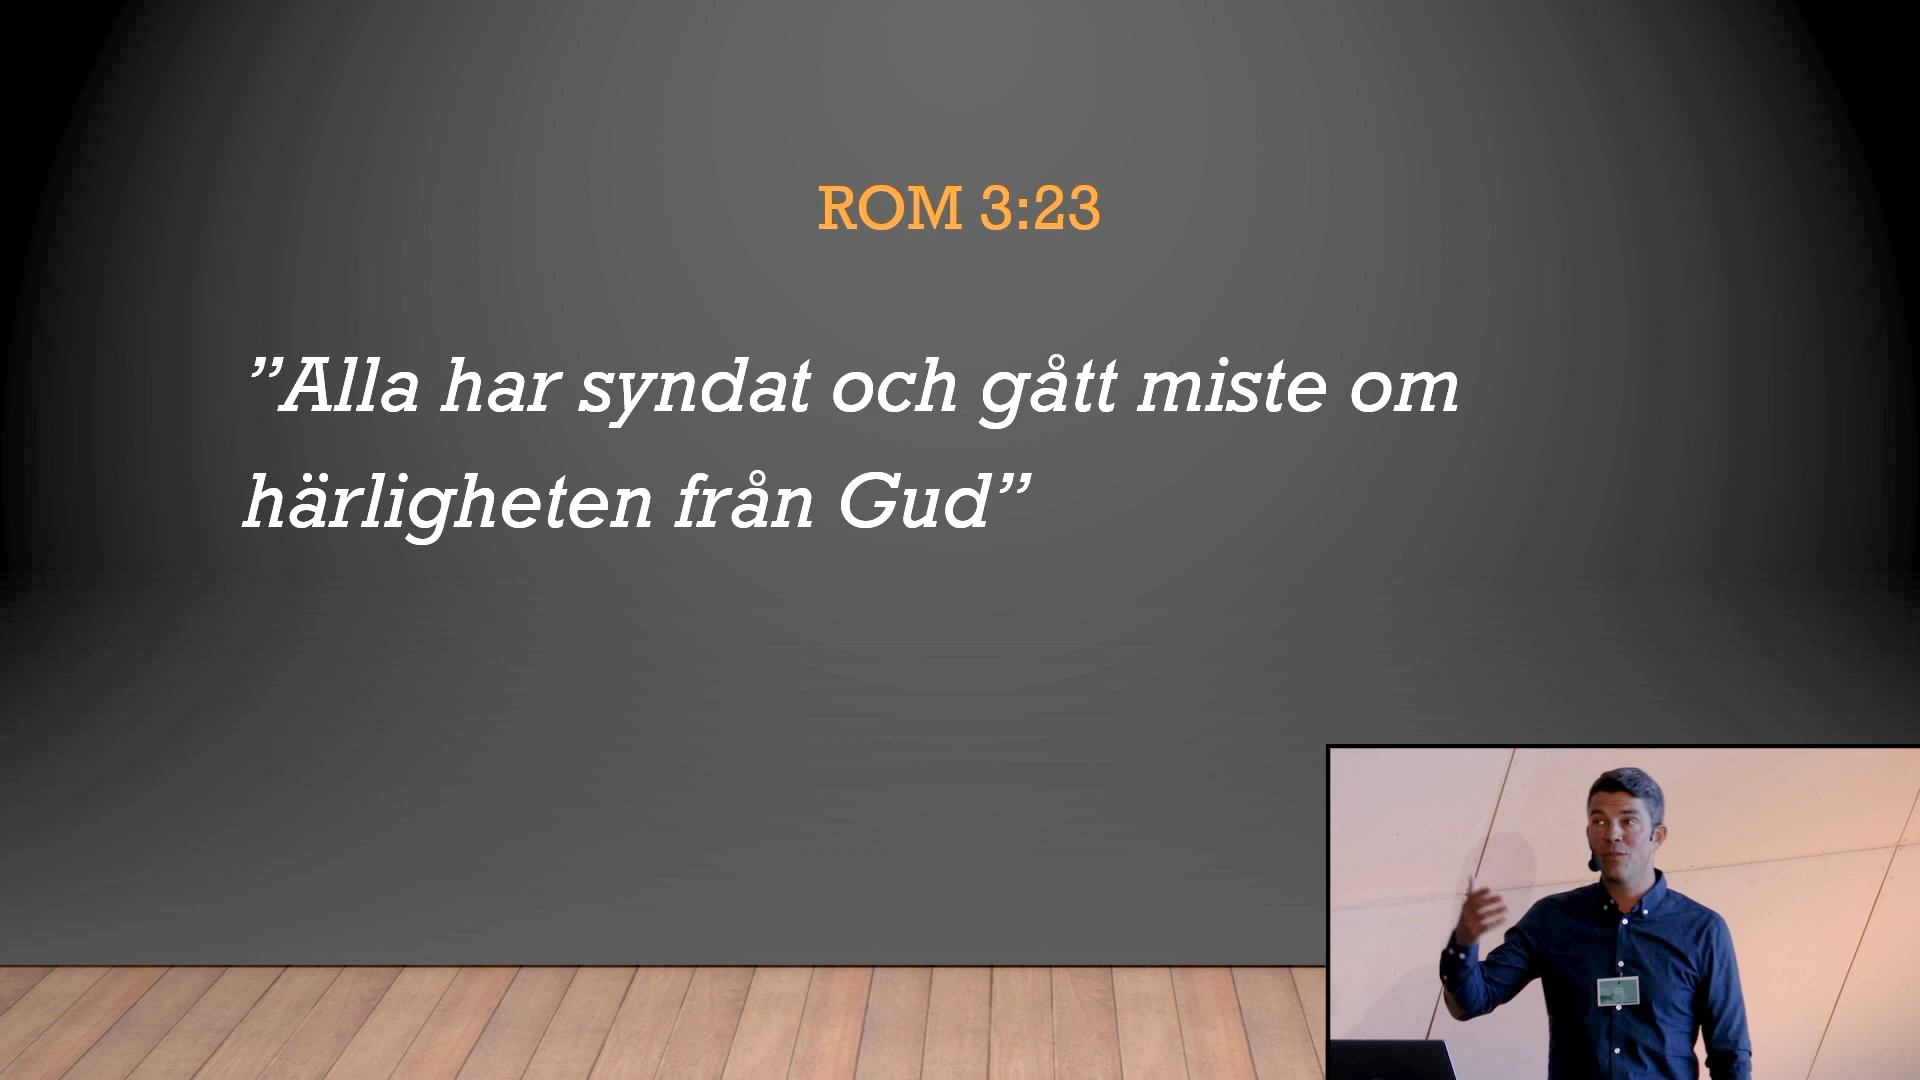 ROM 3:23
”Alla har syndat och gått miste om
härligheten från Gud”